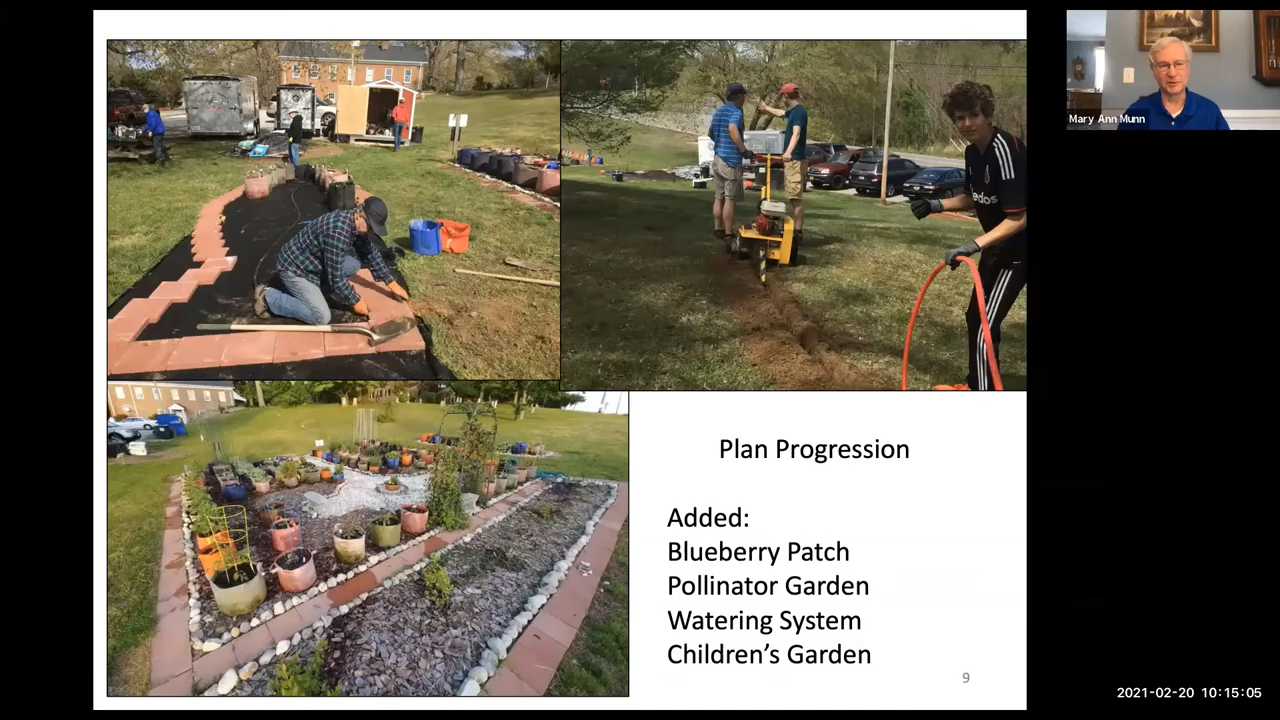 Mary Ann Munn
Plan Progression
Added:
Blueberry Patch
Pollinator Garden
Watering System
Children's Garden
9
2021-02-20 10:15:05